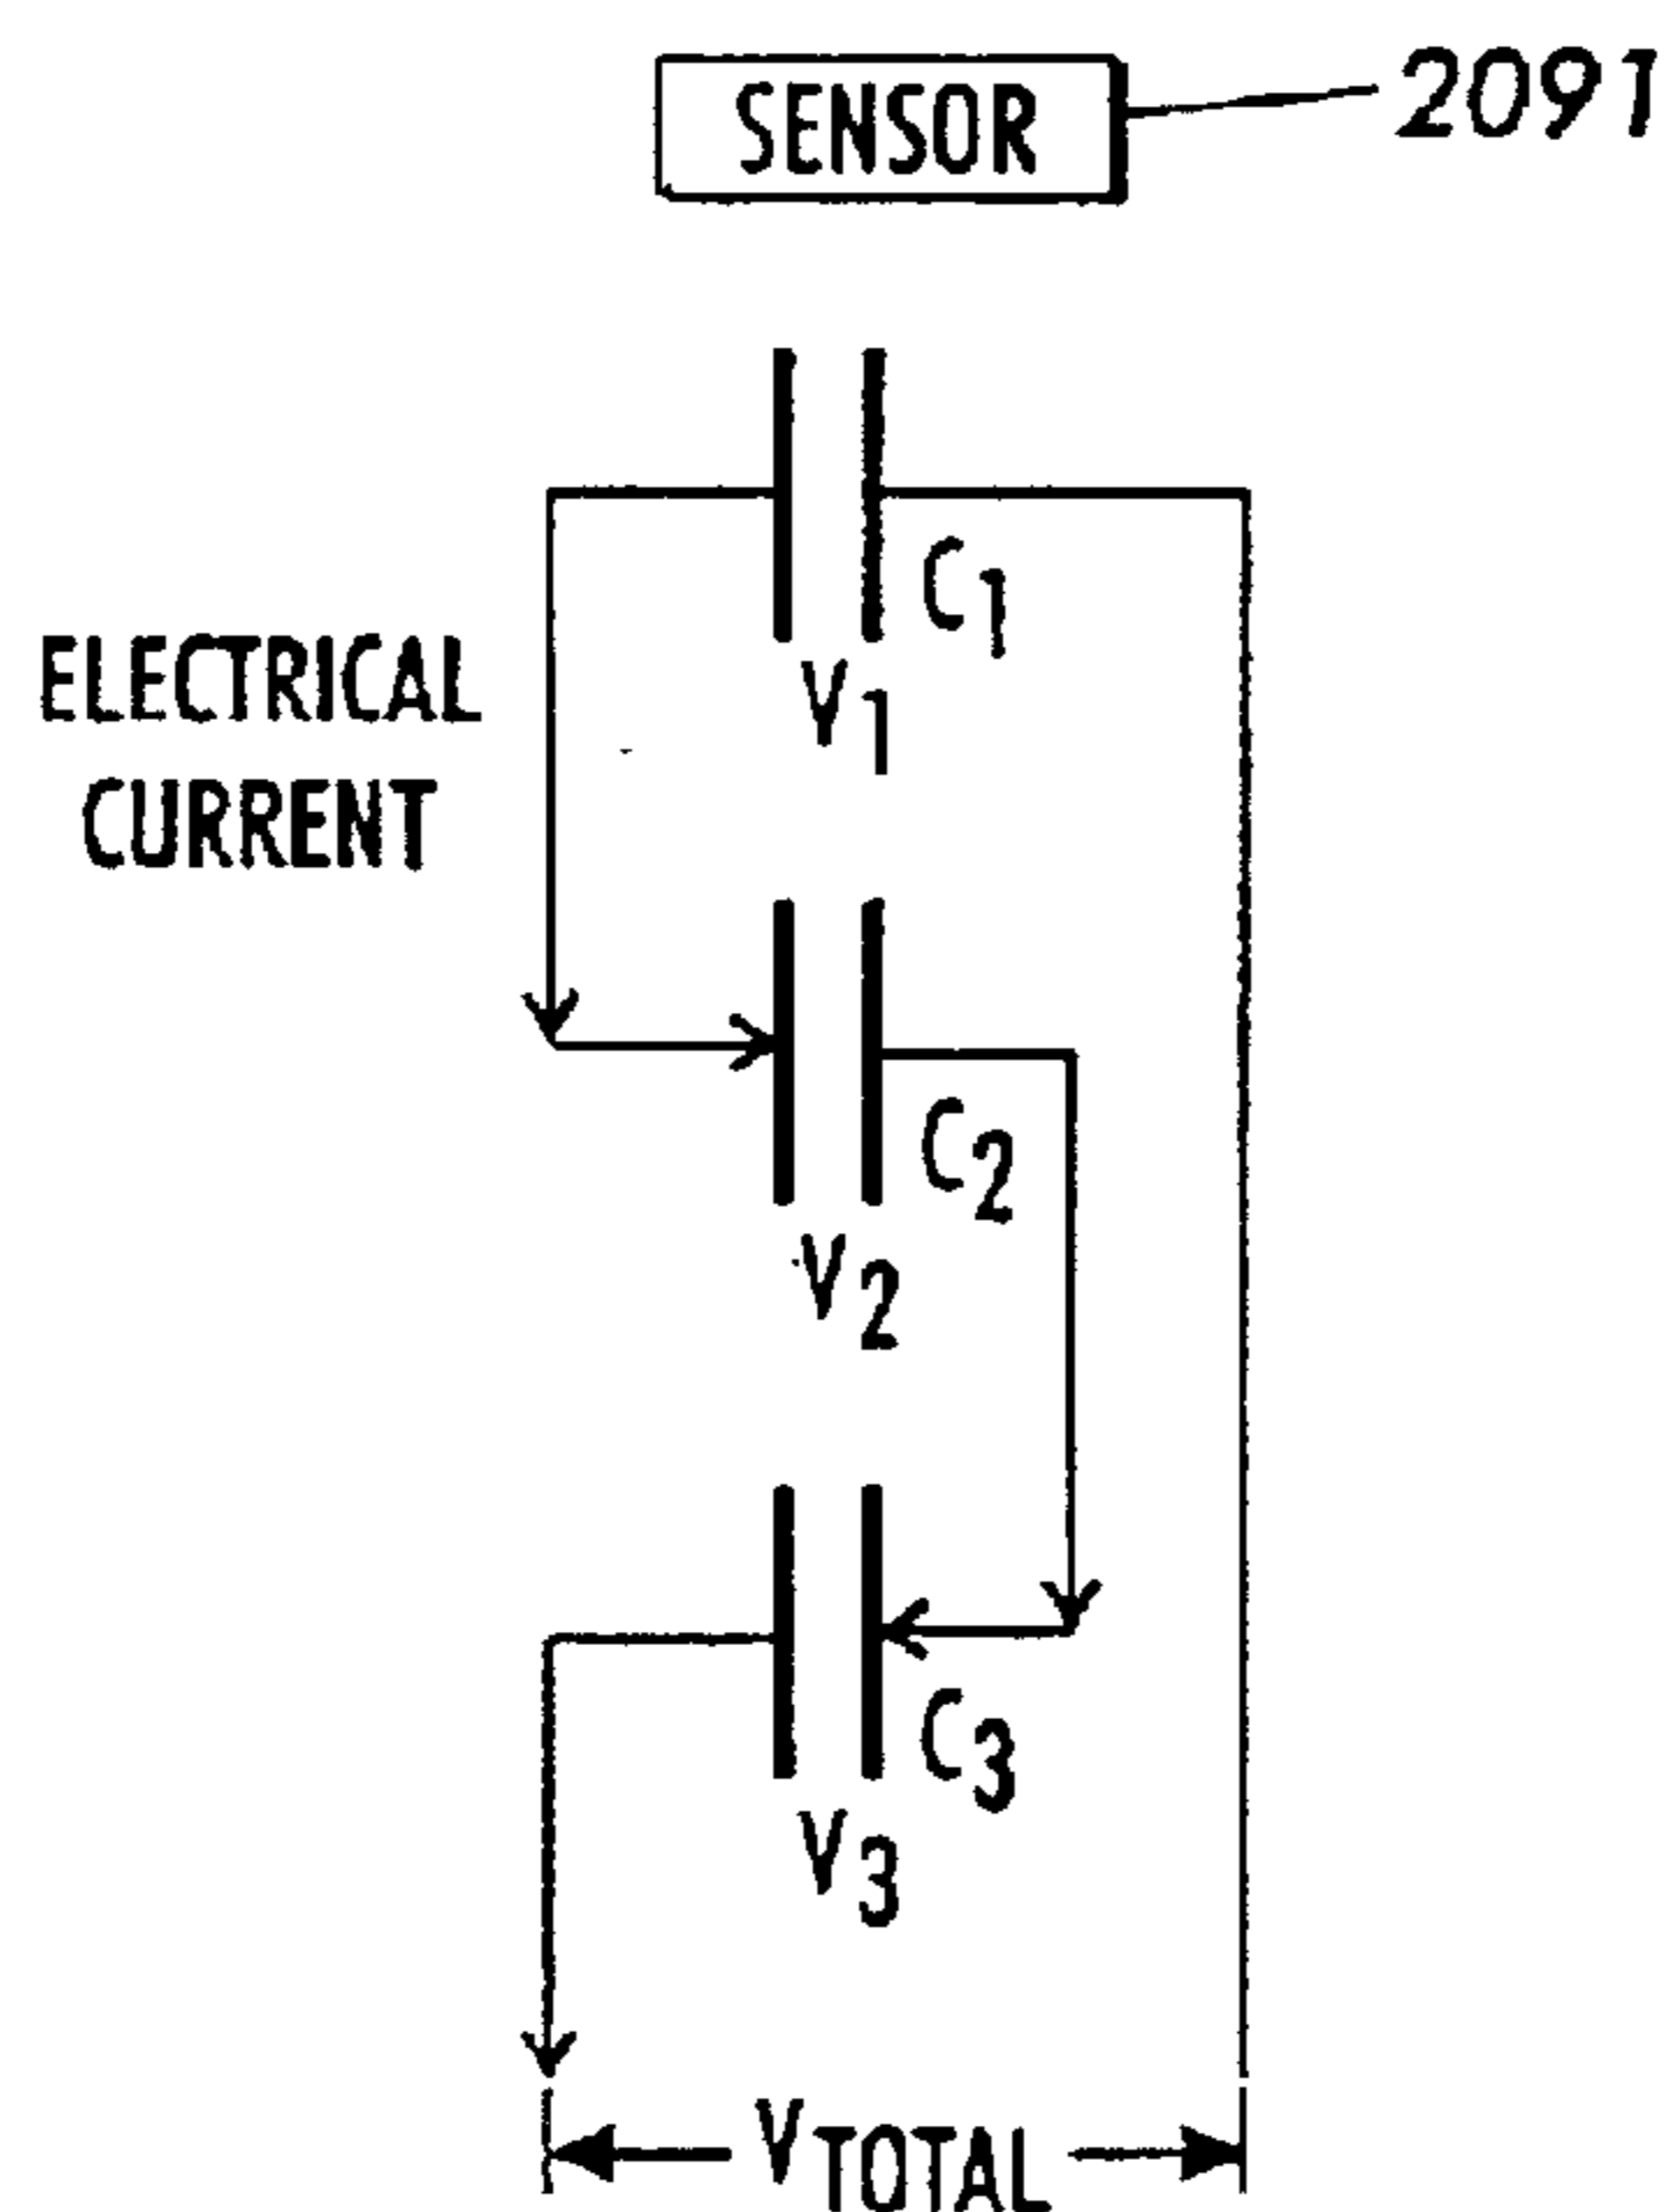 SENSOR 2091
C1
V1
ELECTRICAL
CURRENT
C2
V2
C3
V3
VTOTAL